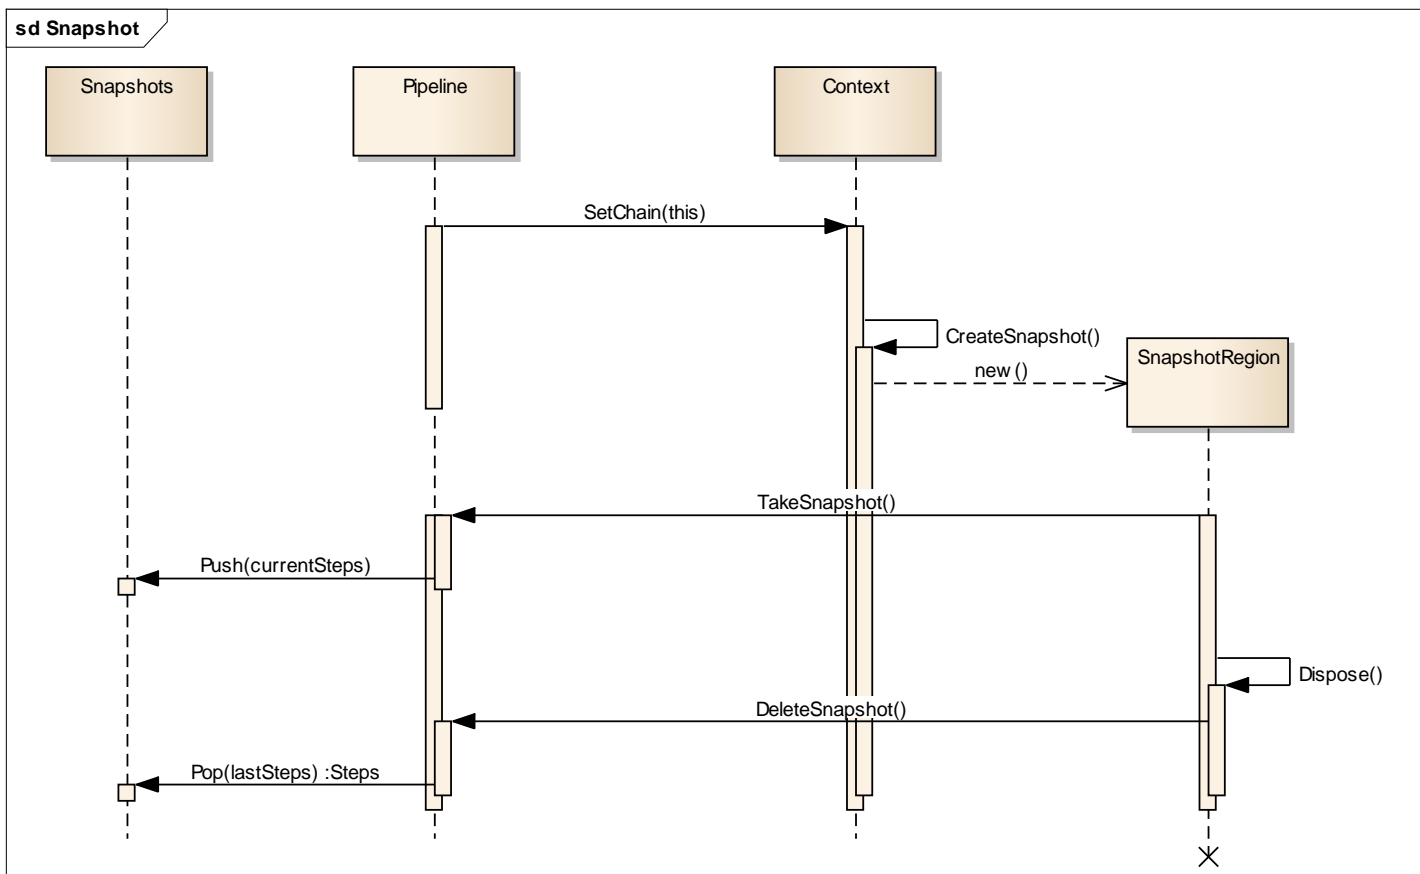 sd Snapshot
Snapshots
Pipeline
Context
SetChain(this)
CreateSnapshot()
SnapshotRegion
new ()
TakeSnapshot()
Push(currentSteps)
Dispose()
DeleteSnapshot()
Pop(lastSteps) :Steps